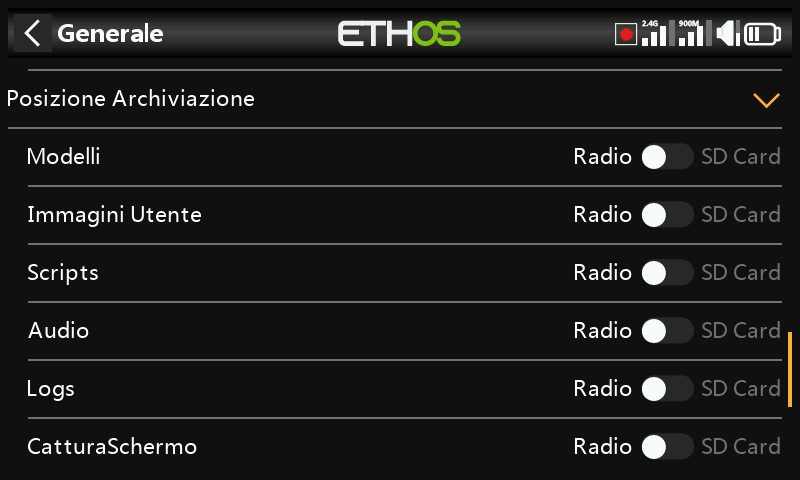 Generale ETHOS 2.4G 900M
Posizione Archiviazione
Modelli Radio SD Card
Immagini Utente Radio SD Card
Scripts Radio SD Card
Audio Radio SD Card
Logs Radio SD Card
CatturaSchermo Radio SD Card